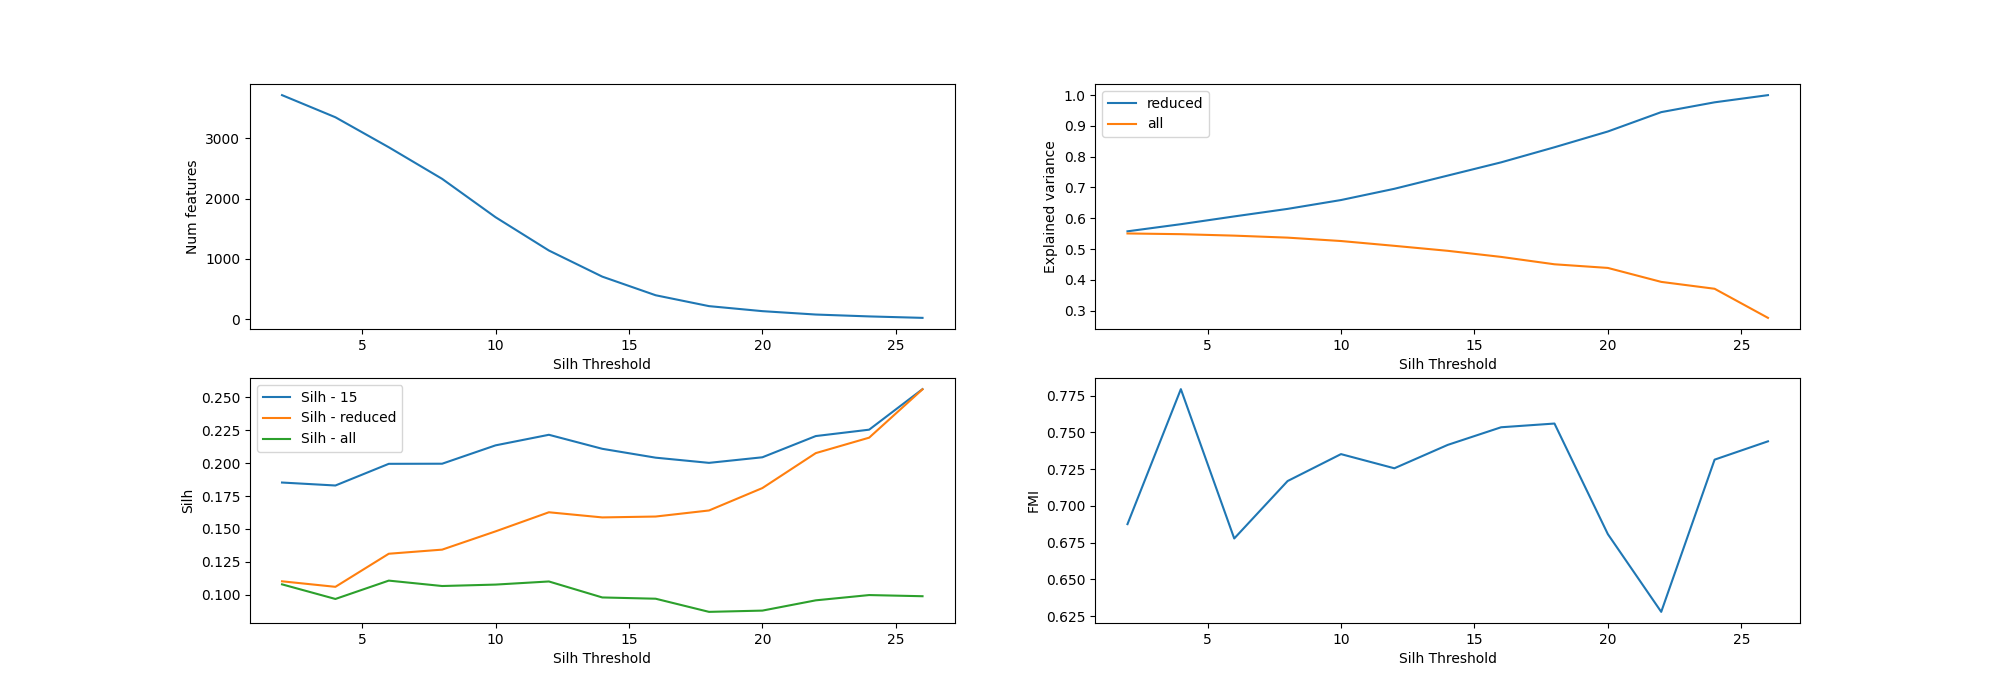 3000
2000
1000
0
Num features
5 10 15 20 25
Silh Threshold
reduced
all
1.0
0.9
0.8
0.7
0.6
0.5
0.4
0.3
Explained variance
5 10 15 20 25
Silh Threshold
Silh - 15
Silh - reduced
Silh - all
0.250
0.225
0.200
0.175
0.150
0.125
0.100
Silh
5 10 15 20 25
Silh Threshold
0.775
0.750
0.725
0.700
0.675
0.650
0.625
FMI
5 10 15 20 25
Silh Threshold